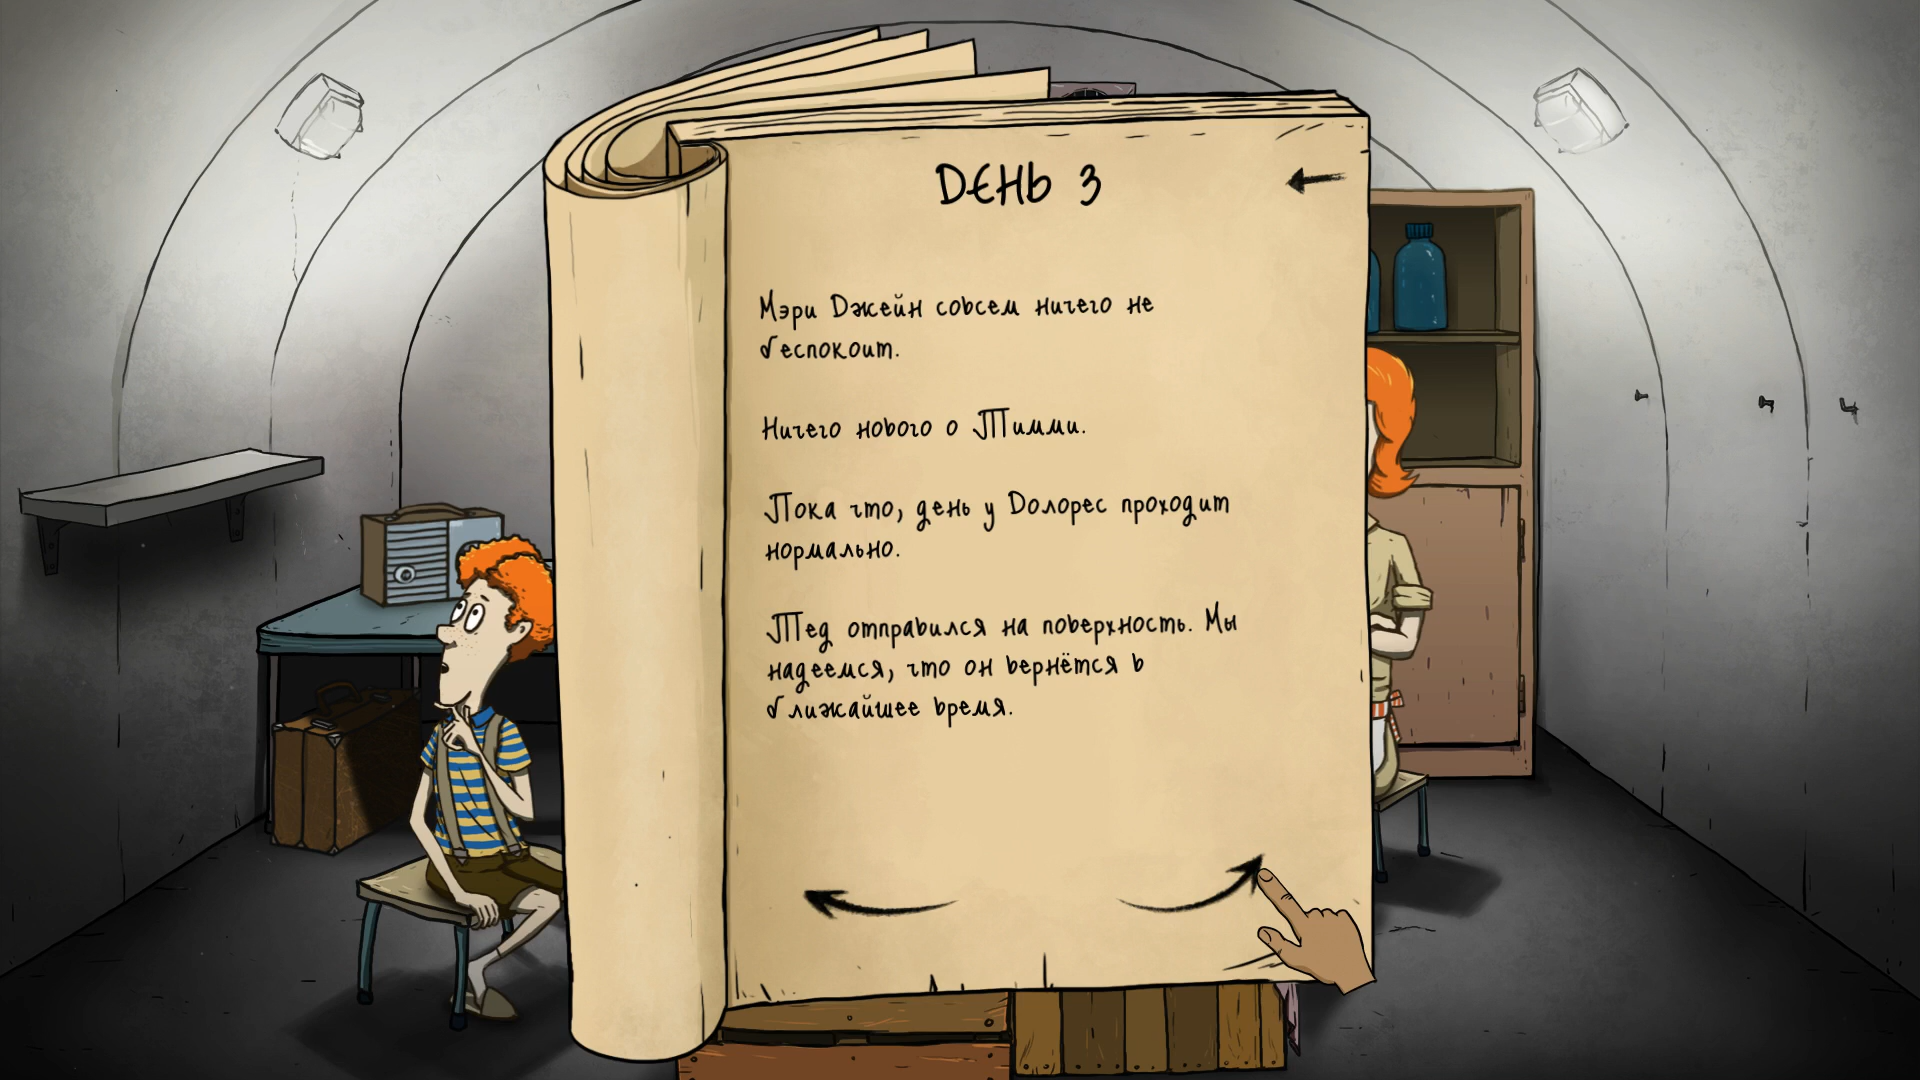 ДЕНЬ 3
Мэри Джейн совсем ничего не
беспокоит.
Ничего нового о Тимми.
Пока что, день у Долорес проходит
нормально.
Тед отправился на поверхность. Мы
надеемся, что он вернётся в
ближайшее время.